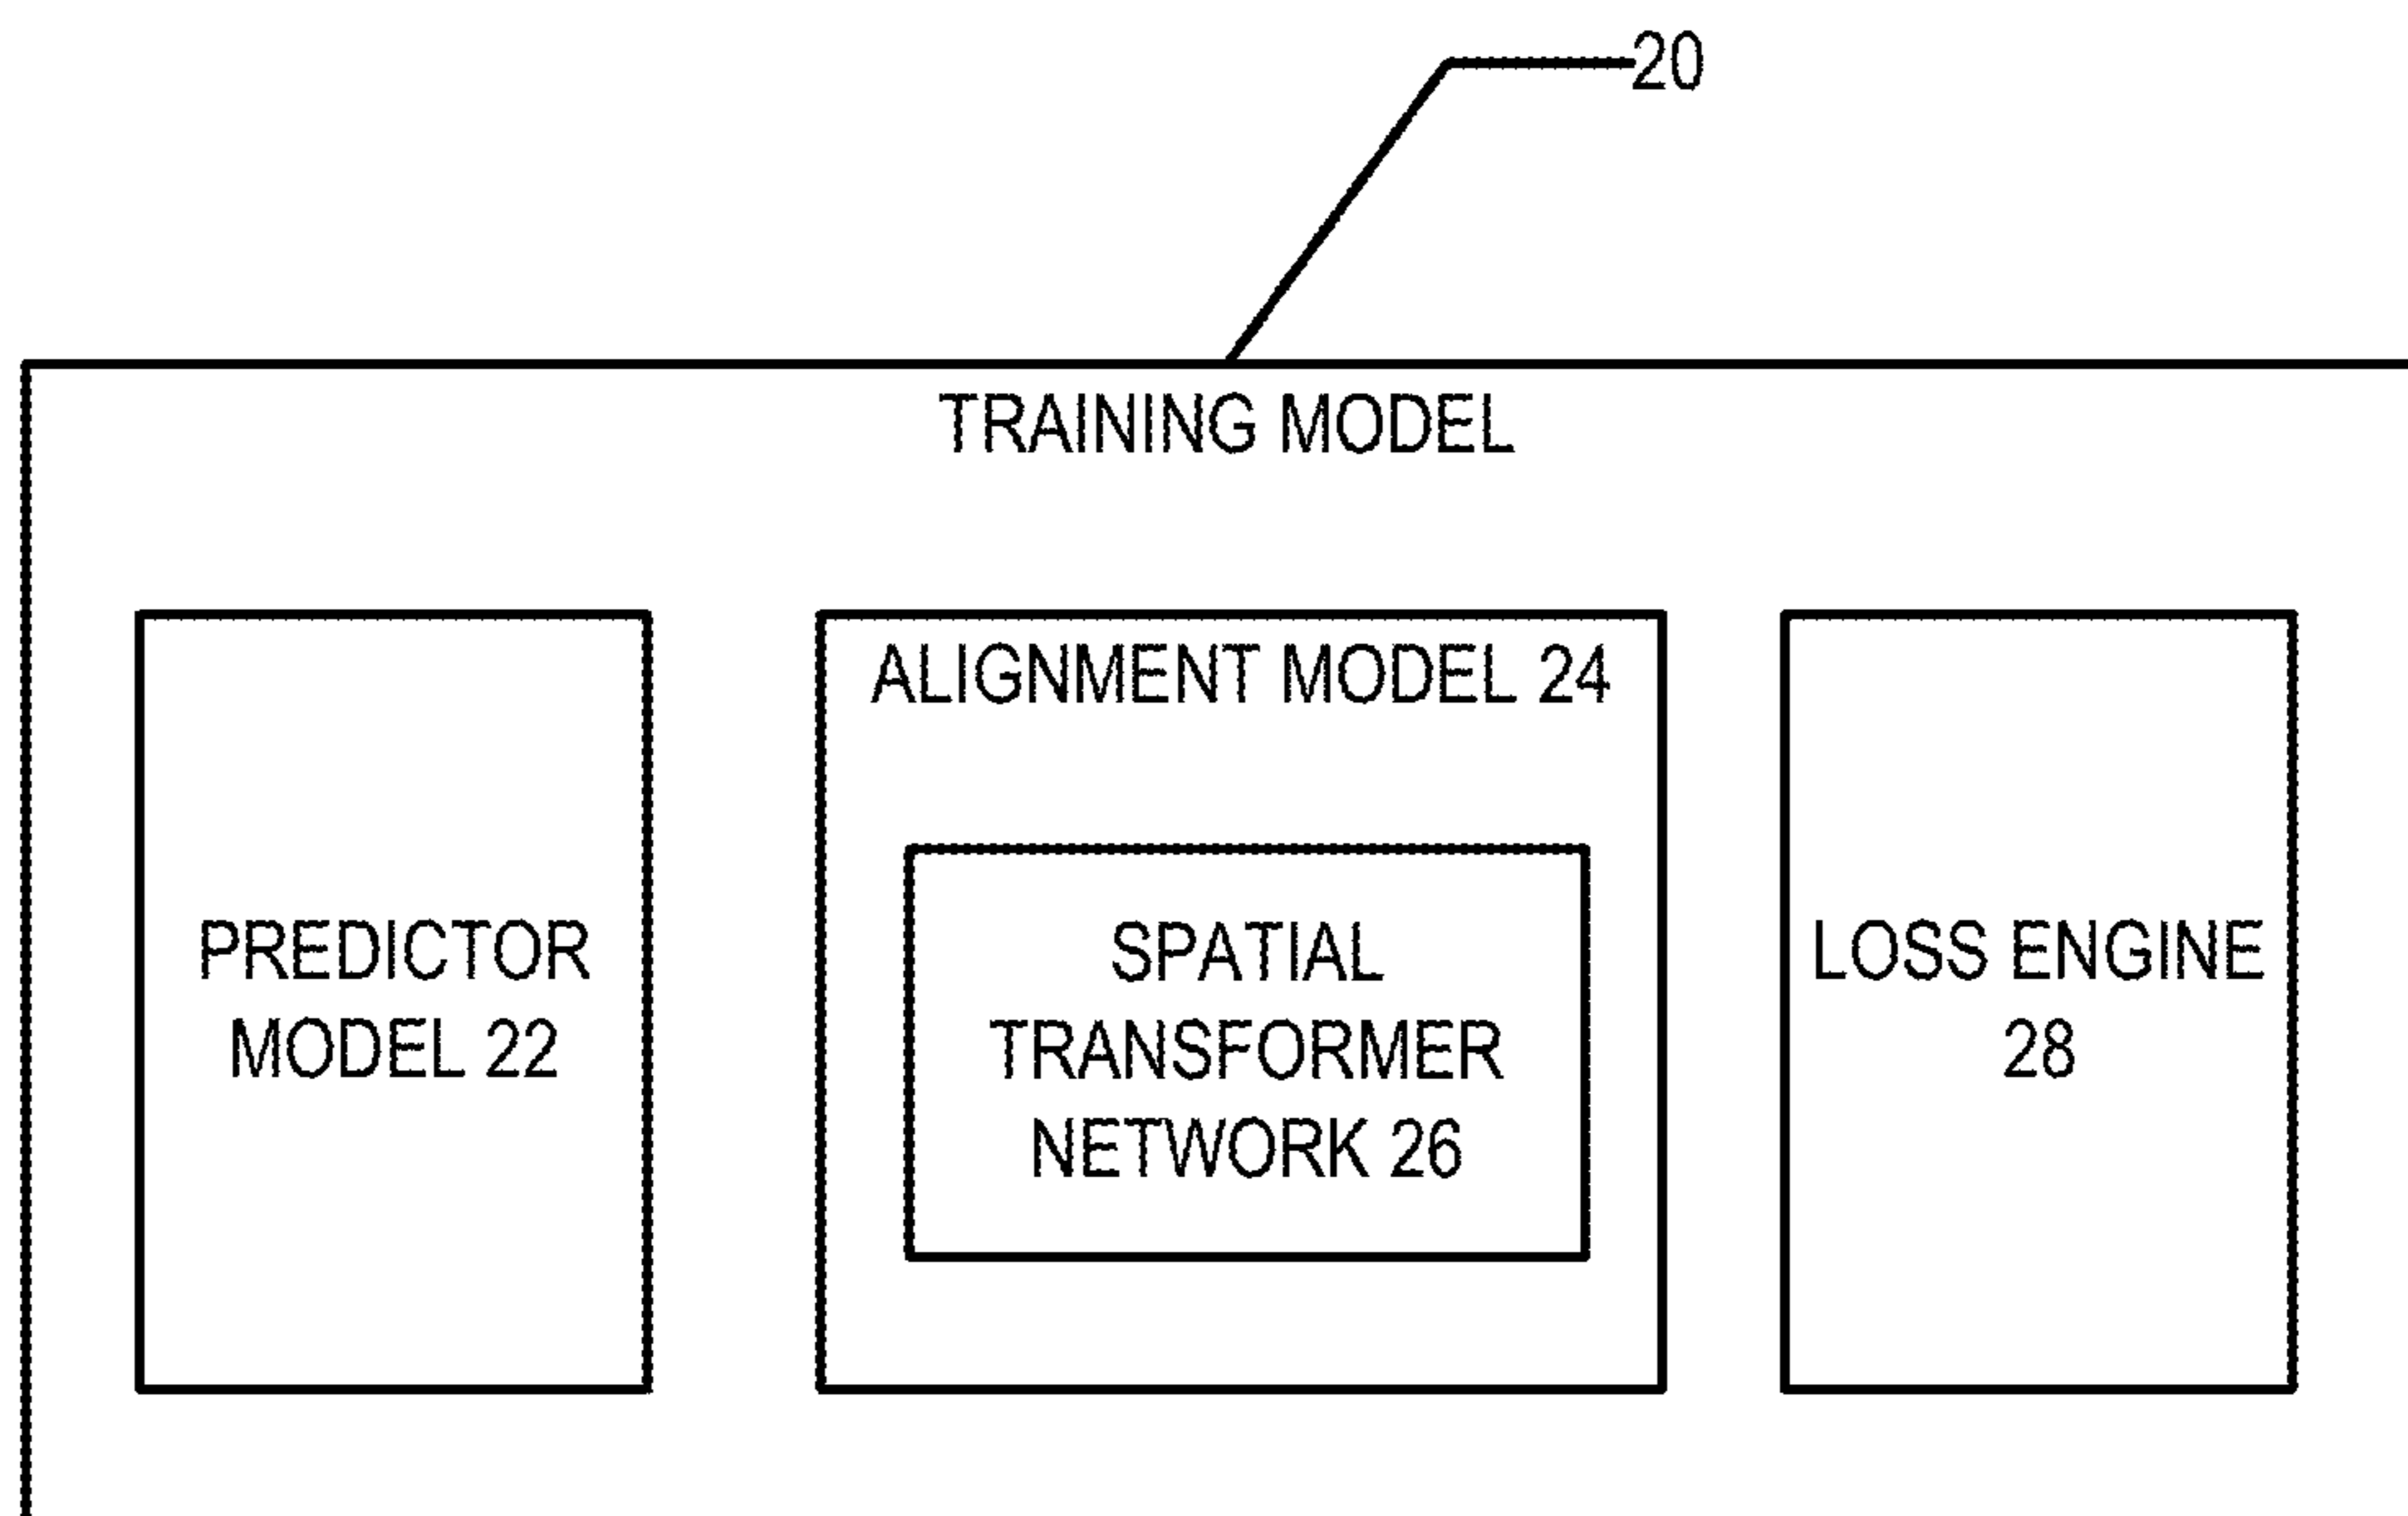 20
TRAINING MODEL
PREDICTOR
MODEL 22
ALIGNMENT MODEL 24
SPATIAL
TRANSFORMER
NETWORK 26
LOSS ENGINE
28